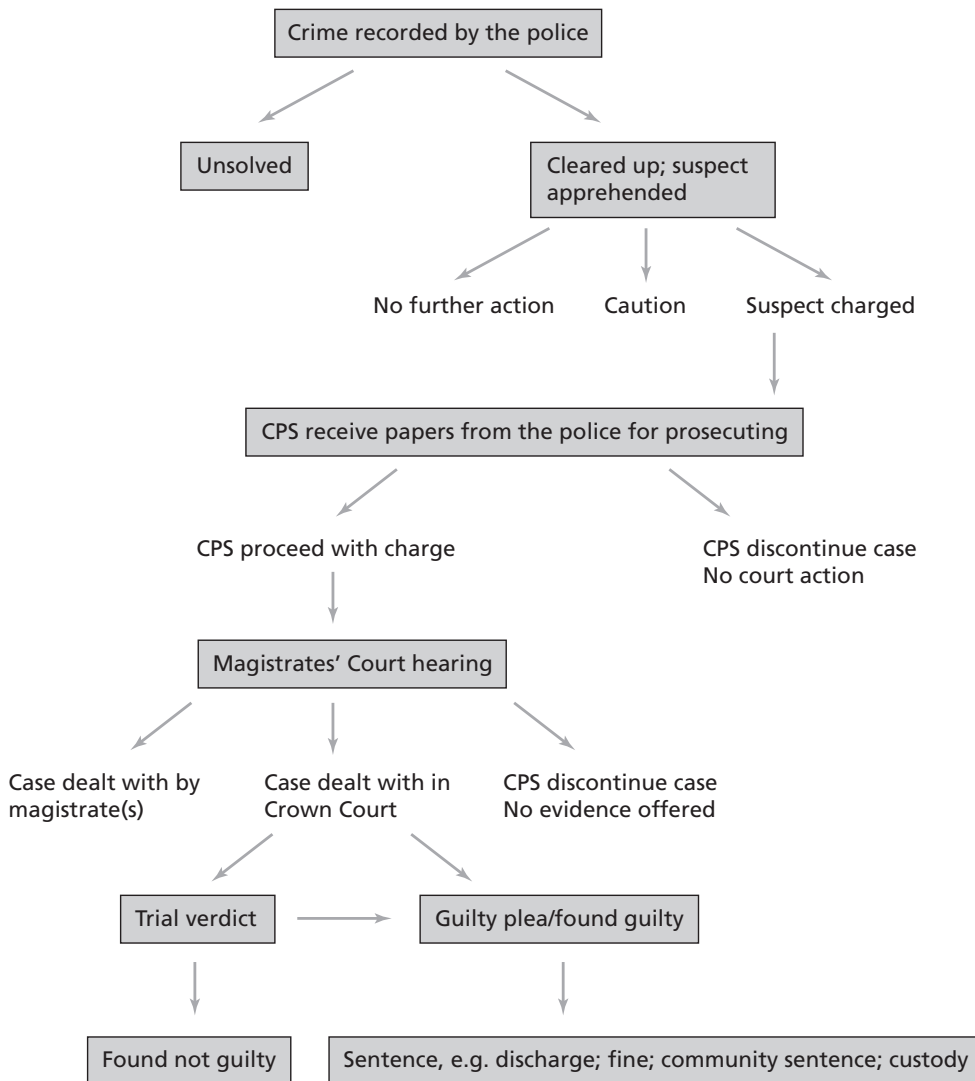 Crime recorded by the police
Unsolved
Cleared up; suspect
apprehended
No further action
Caution
Suspect charged
CPS receive papers from the police for prosecuting
CPS proceed with charge
CPS discontinue case
No court action
Magistrates’ Court hearing
Case dealt with by
magistrate(s)
Case dealt with in
Crown Court
CPS discontinue case
No evidence offered
Trial verdict
Guilty plea/found guilty
Found not guilty
Sentence, e.g. discharge; fine; community sentence; custody